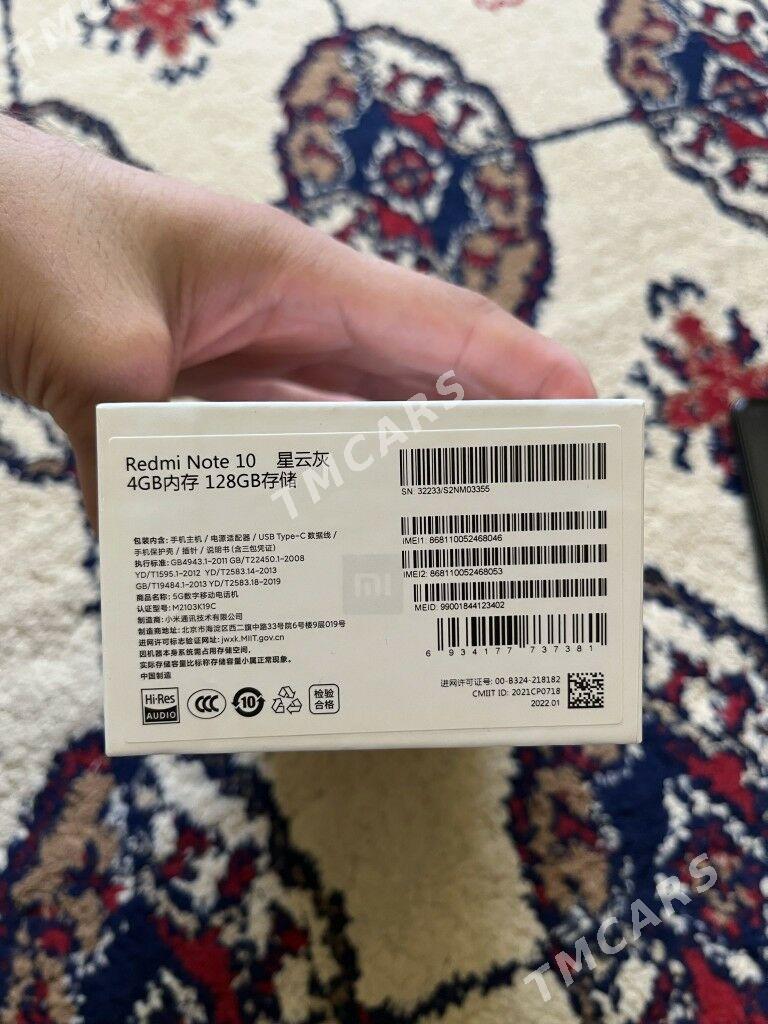 TMCARS
Redmi Note 10 星云灰
4GB内存 128GB存储
包装内含: 手机主机 / 电源适配器 / USB Type-C 数据线 /
手机保护壳 / 插针 / 说明书 (含三包凭证)
执行标准: GB4943.1-2011 GB/T22450.1-2008
YD/T1595.1-2012 YD/T2583.14-2013
GB/T19484.1-2013 YD/T2583.18-2019
商品名称: 5G数字移动电话机
认证型号: M2103K19C
制造商: 小米通讯技术有限公司
制造商地址: 北京市海淀区西二旗中路33号院6号楼9层019号
进网许可标志验证网址: jwxk.MIIT.gov.cn
因机器本身系统需占用存储空间,
实际存储容量比标称存储容量小属正常现象。
中国制造
Hi-Res
AUDIO
CCC
10
检验
合格
SN: 32233/S2NM03355
IMEI1: 868110052468046
IMEI2: 868110052468053
MEID: 99001844123402
6 934177 737381
进网许可证号: 00-B324-218182
CMIIT ID: 2021CP0718
2022.01
mi
TMCARS
TMCARS